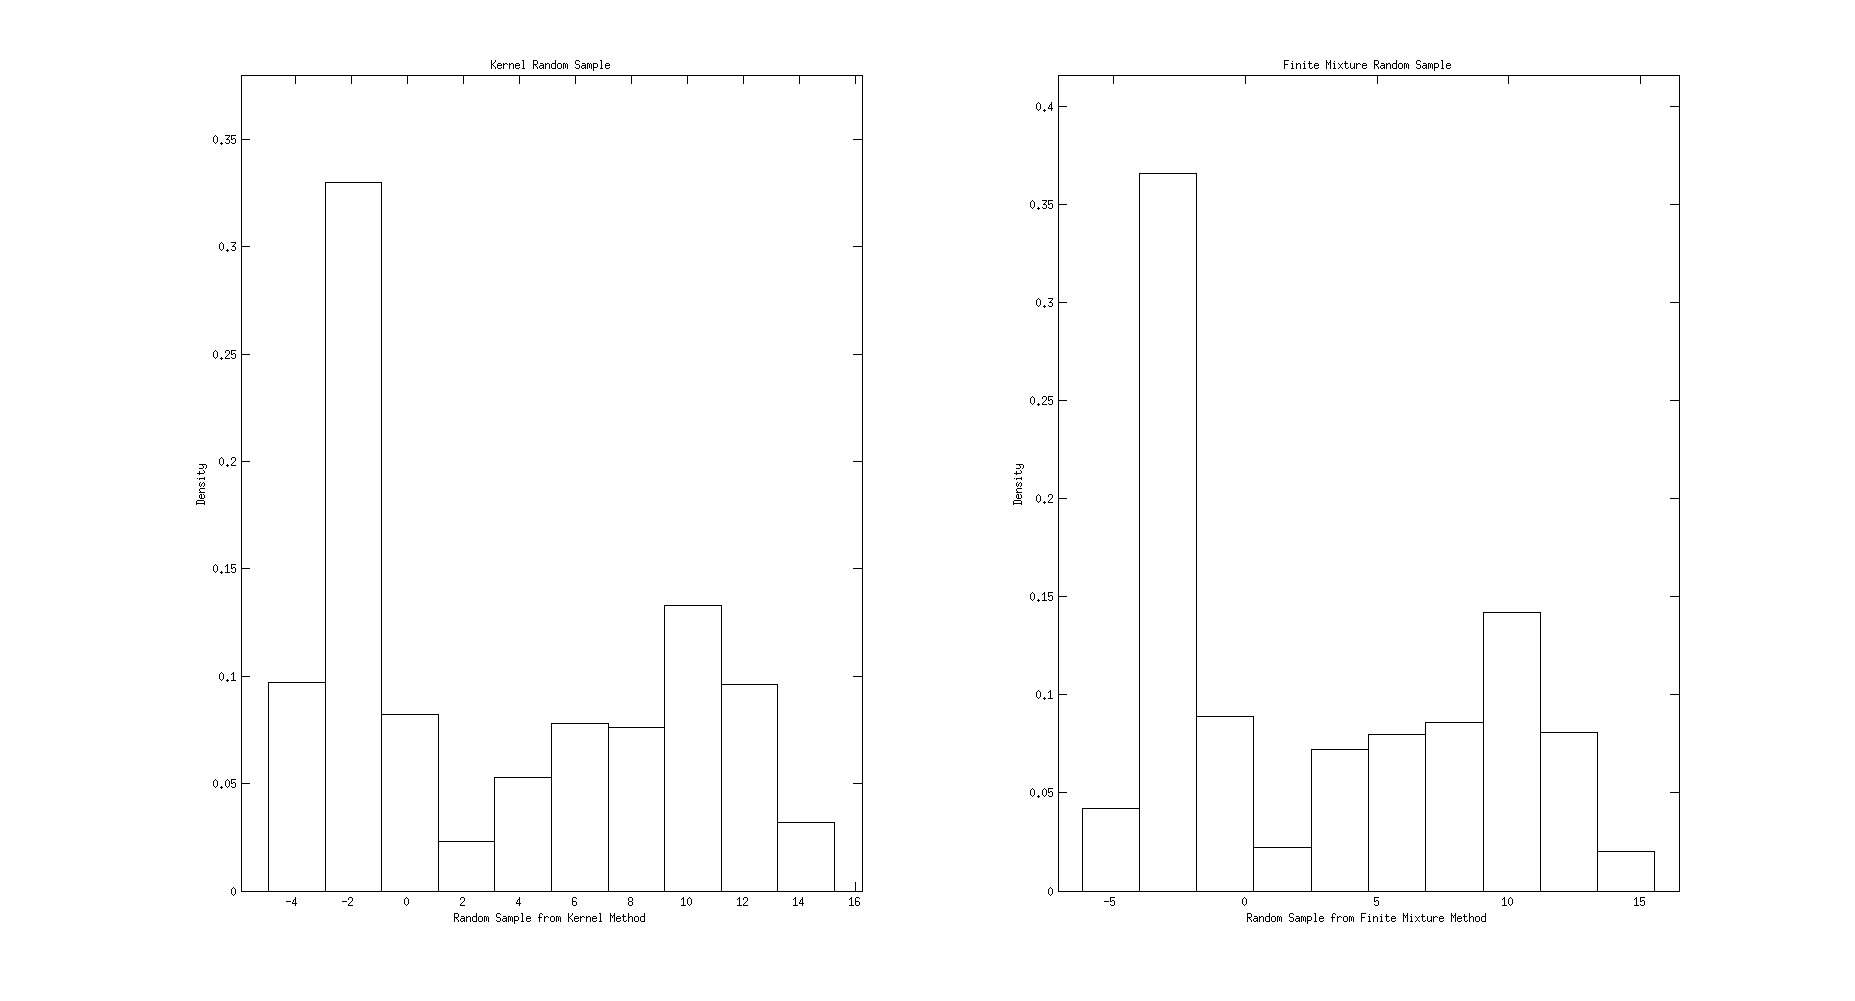 Kernel Random Sample
0.35
0.3
0.25
0.2
0.15
0.1
0.05
0
Density
-4 -2 0 2 4 6 8 10 12 14 16
Random Sample from Kernel Method
Finite Mixture Random Sample
0.4
0.35
0.3
0.25
0.2
0.15
0.1
0.05
0
Density
-5 0 5 10 15
Random Sample from Finite Mixture Method